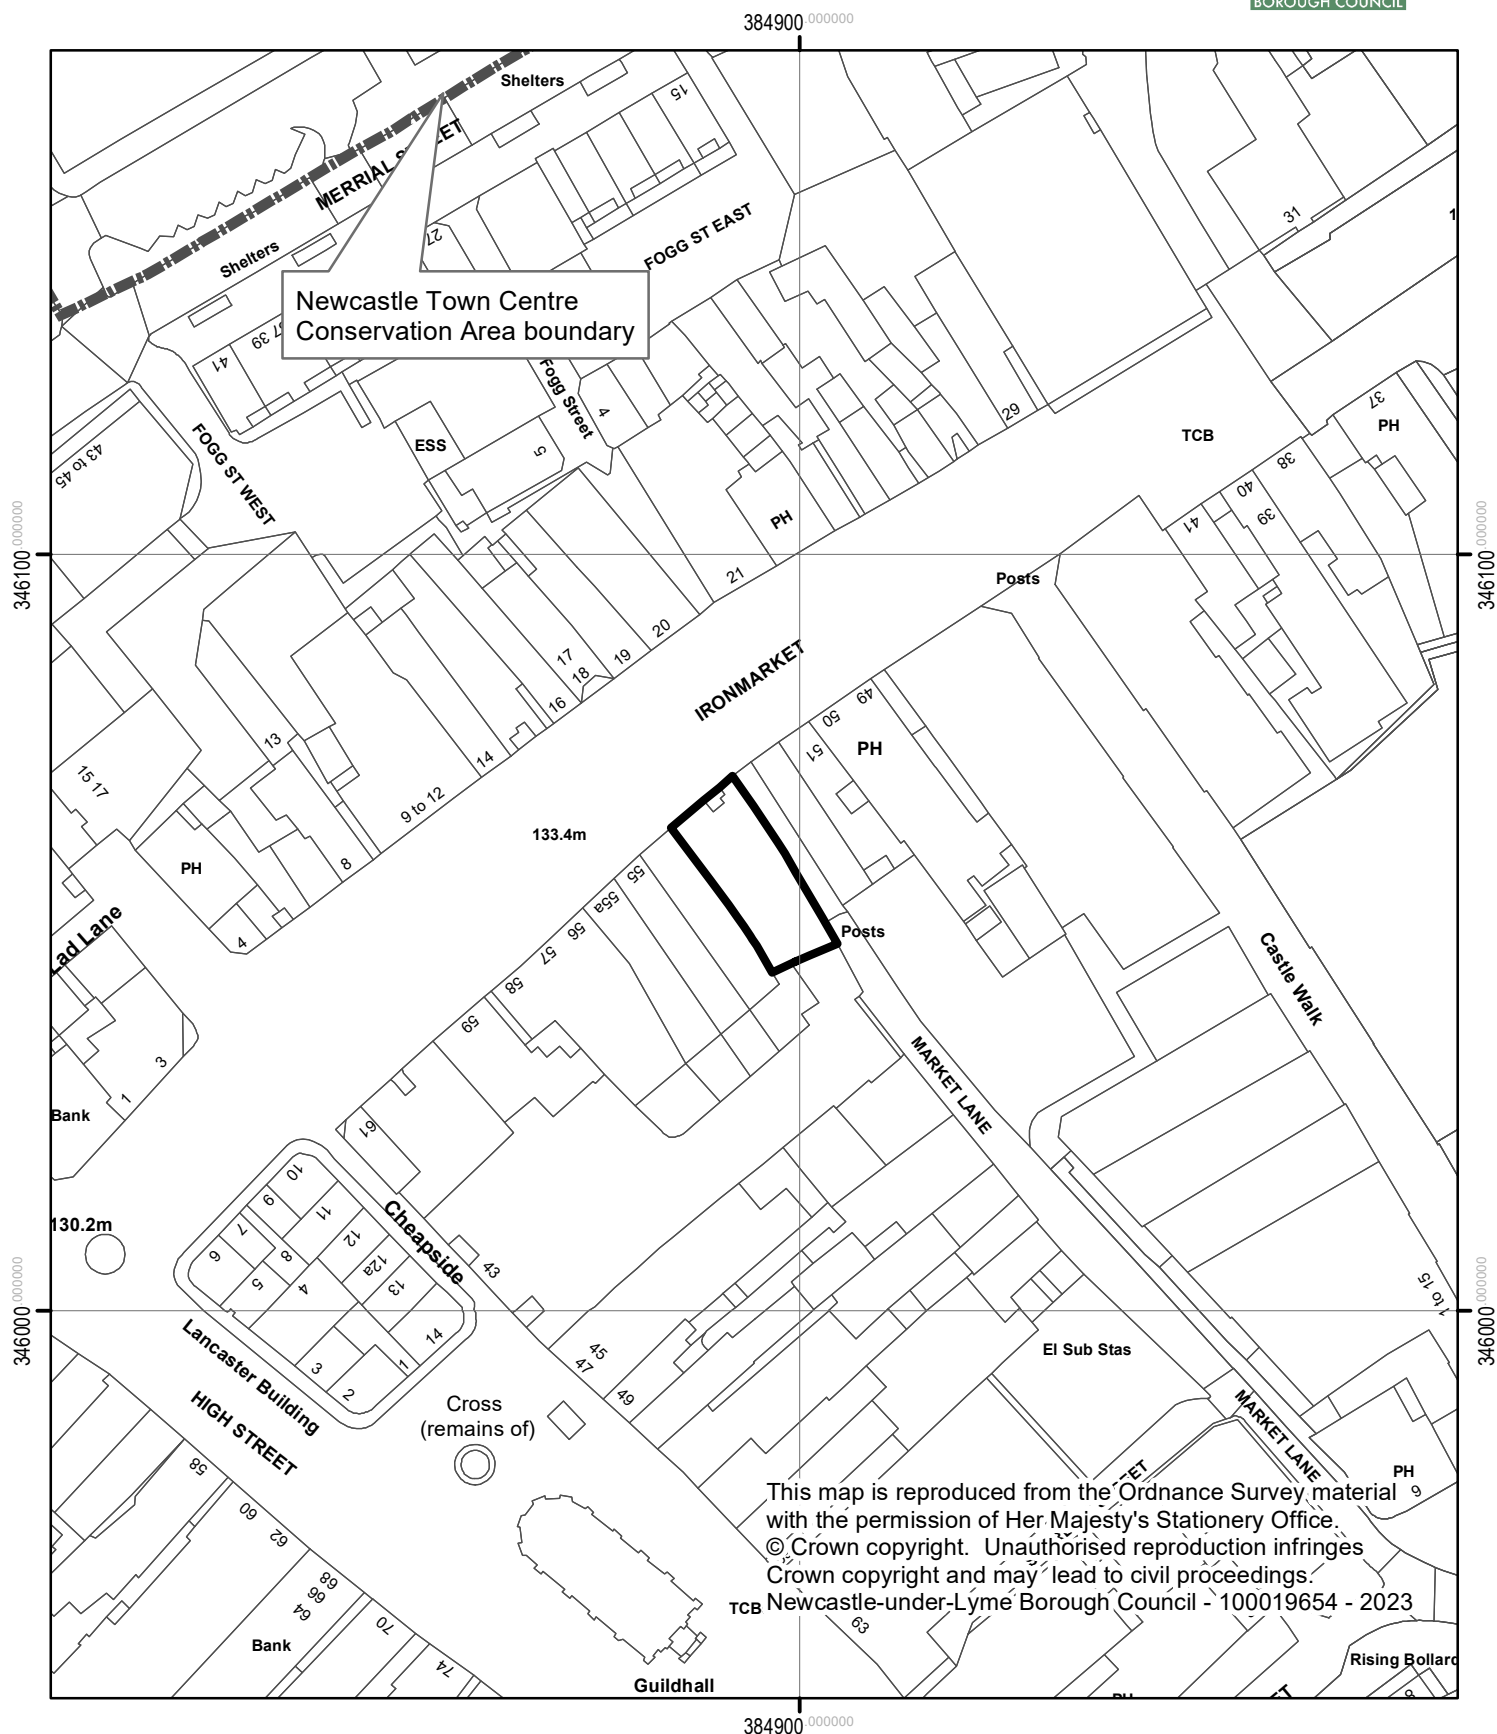 BOROUGH COUNCIL
384900.000000
Shelters
15
MERRIAL
Shelters
27
FOGG ST EAST
31
Newcastle Town Centre
Conservation Area boundary
41
39
37
Fogg Street
4
5
ESS
FOGG ST WEST
43 to 45
29
TCB
37
PH
38
40
39
41
PH
346100.000000
346100.000000
21
Posts
20
19
18
17
16
14
IRONMARKET
13
9 to 12
15 17
8
PH
4
Lad Lane
133.4m
49
50
51
PH
55
55a
56
57
58
59
Posts
Castle Walk
MARKET LANE
3
1
Bank
61
130.2m
10
9
7
6
11
8
12
5
4
12a
13
Cheapside
43
14
1
3
2
Lancaster Building
HIGH STREET
346000.000000
346000.000000
1 to 15
45
47
49
El Sub Stas
MARKET LANE
PH
6
Cross
(remains of)
58
60
62
68
66
64
70
74
Bank
TCB
63
Guildhall
This map is reproduced from the Ordnance Survey material
with the permission of Her Majesty's Stationery Office.
© Crown copyright. Unauthorised reproduction infringes
Crown copyright and may lead to civil proceedings.
Newcastle-under-Lyme Borough Council - 100019654 - 2023
Rising Bollard
8
PH
384900.000000